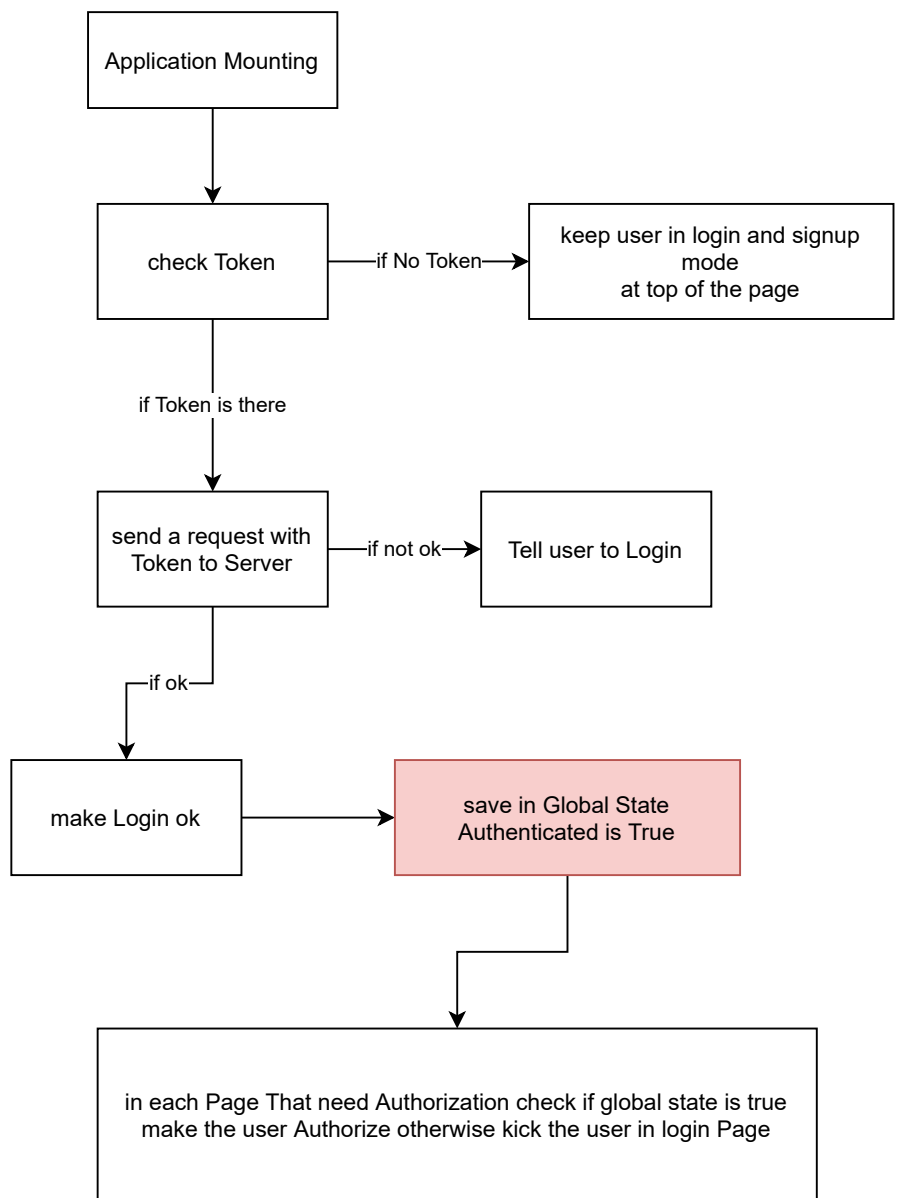 Application Mounting
check Token
if No Token
keep user in login and signup
mode
at top of the page
if Token is there
send a request with
Token to Server
if not ok
Tell user to Login
if ok
make Login ok
save in Global State
Authenticated is True
in each Page That need Authorization check if global state is true
make the user Authorize otherwise kick the user in login Page